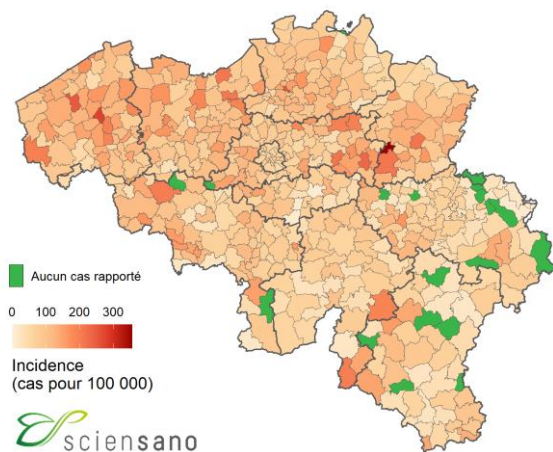 Aucun cas rapporté
0 100 200 300
Incidence
(cas pour 100 000)
sciensano